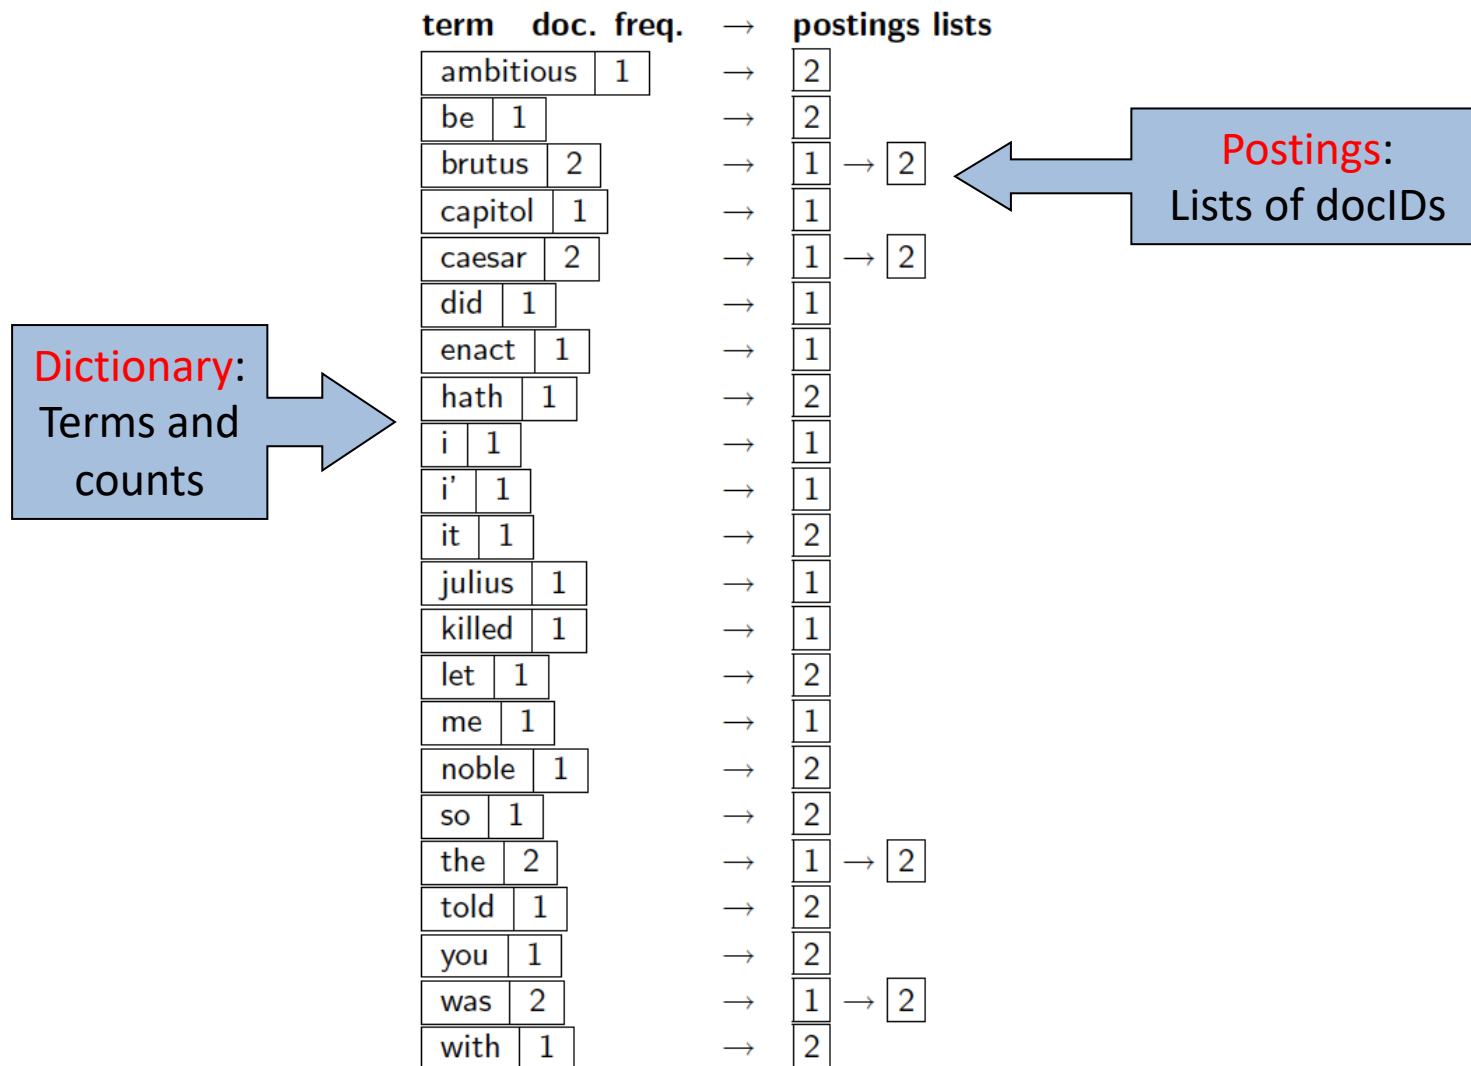 term doc. freq. → postings lists
ambitious 1 → 2
be 1 → 2
brutus 2 → 1 → 2
capitol 1 → 1
caesar 2 → 1 → 2
did 1 → 1
enact 1 → 1
hath 1 → 2
i 1 → 1
i' 1 → 1
it 1 → 2
julius 1 → 1
killed 1 → 1
let 1 → 2
me 1 → 1
noble 1 → 2
so 1 → 2
the 2 → 1 → 2
told 1 → 2
you 1 → 2
was 2 → 1 → 2
with 1 → 2
Dictionary:
Terms and
counts
Postings:
Lists of docIDs